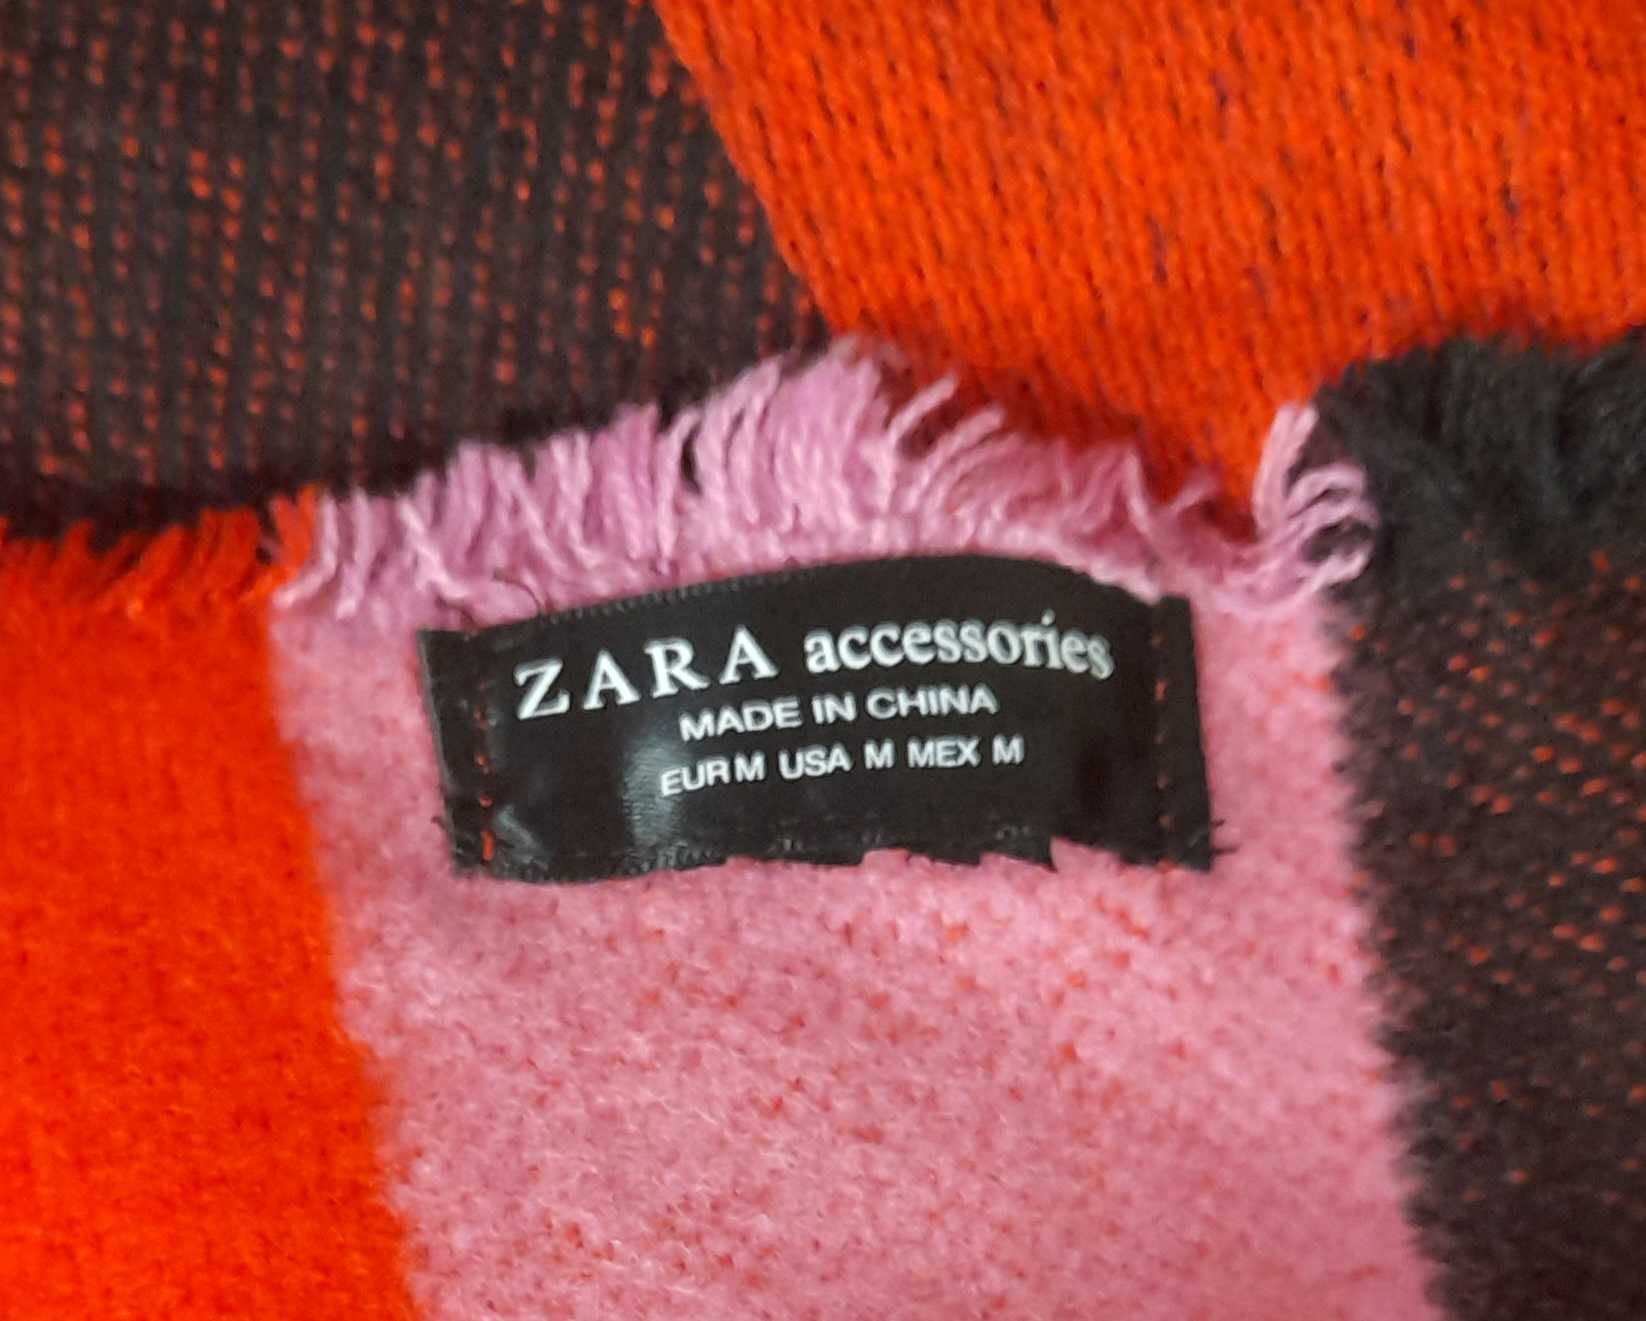 ZARA accessories
MADE IN CHINA
EUR M USA M MEX M